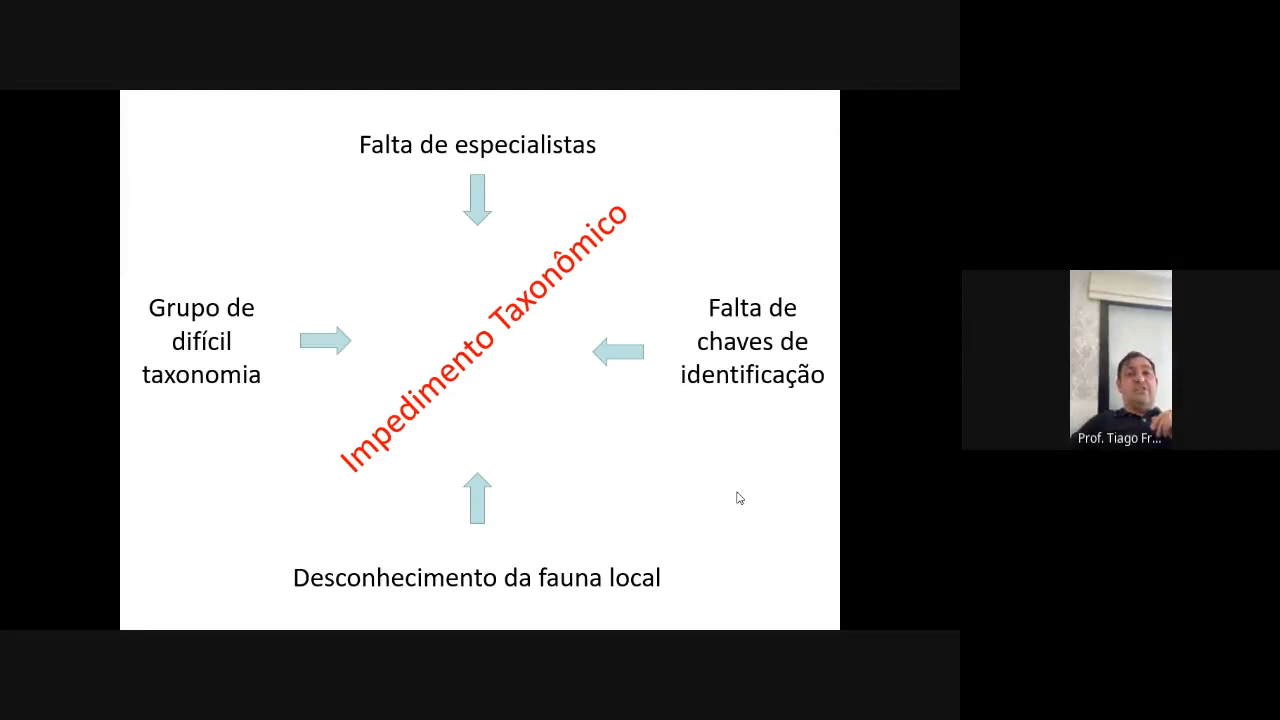 Falta de especialistas
Impedimento Taxonômico
Grupo de
difícil
taxonomia
Falta de
chaves de
identificação
Desconhecimento da fauna local
Prof. Tiago Fr...